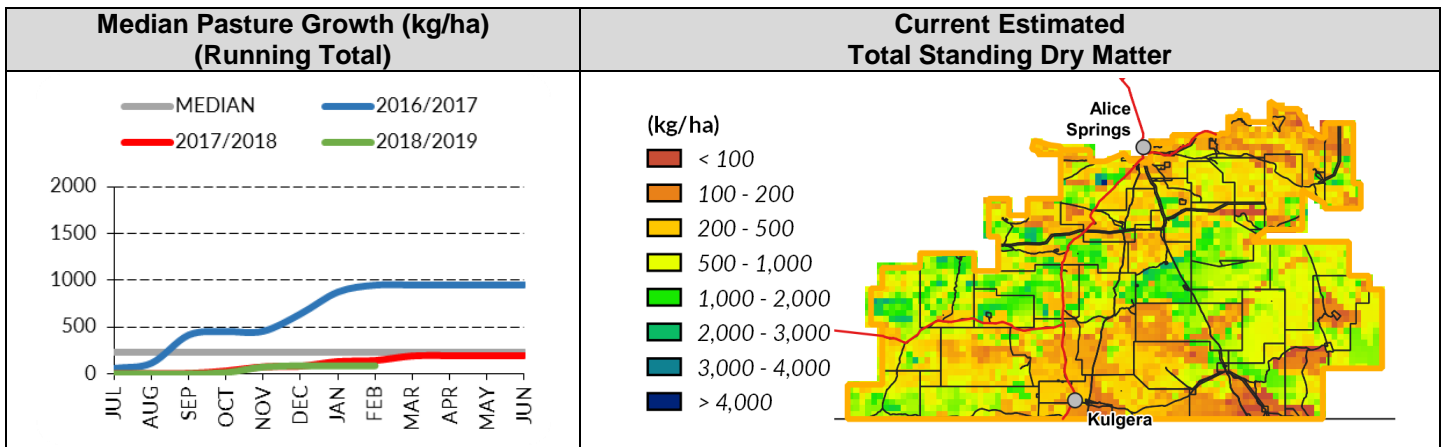 Median Pasture Growth (kg/ha)
(Running Total)
Current Estimated
Total Standing Dry Matter
MEDIAN
2016/2017
2017/2018
2018/2019
2000
1500
1000
500
0
JUL
AUG
SEP
OCT
NOV
DEC
JAN
FEB
MAR
APR
MAY
JUN
(kg/ha)
< 100
100 - 200
200 - 500
500 - 1,000
1,000 - 2,000
2,000 - 3,000
3,000 - 4,000
> 4,000
Alice
Springs
Kulgera